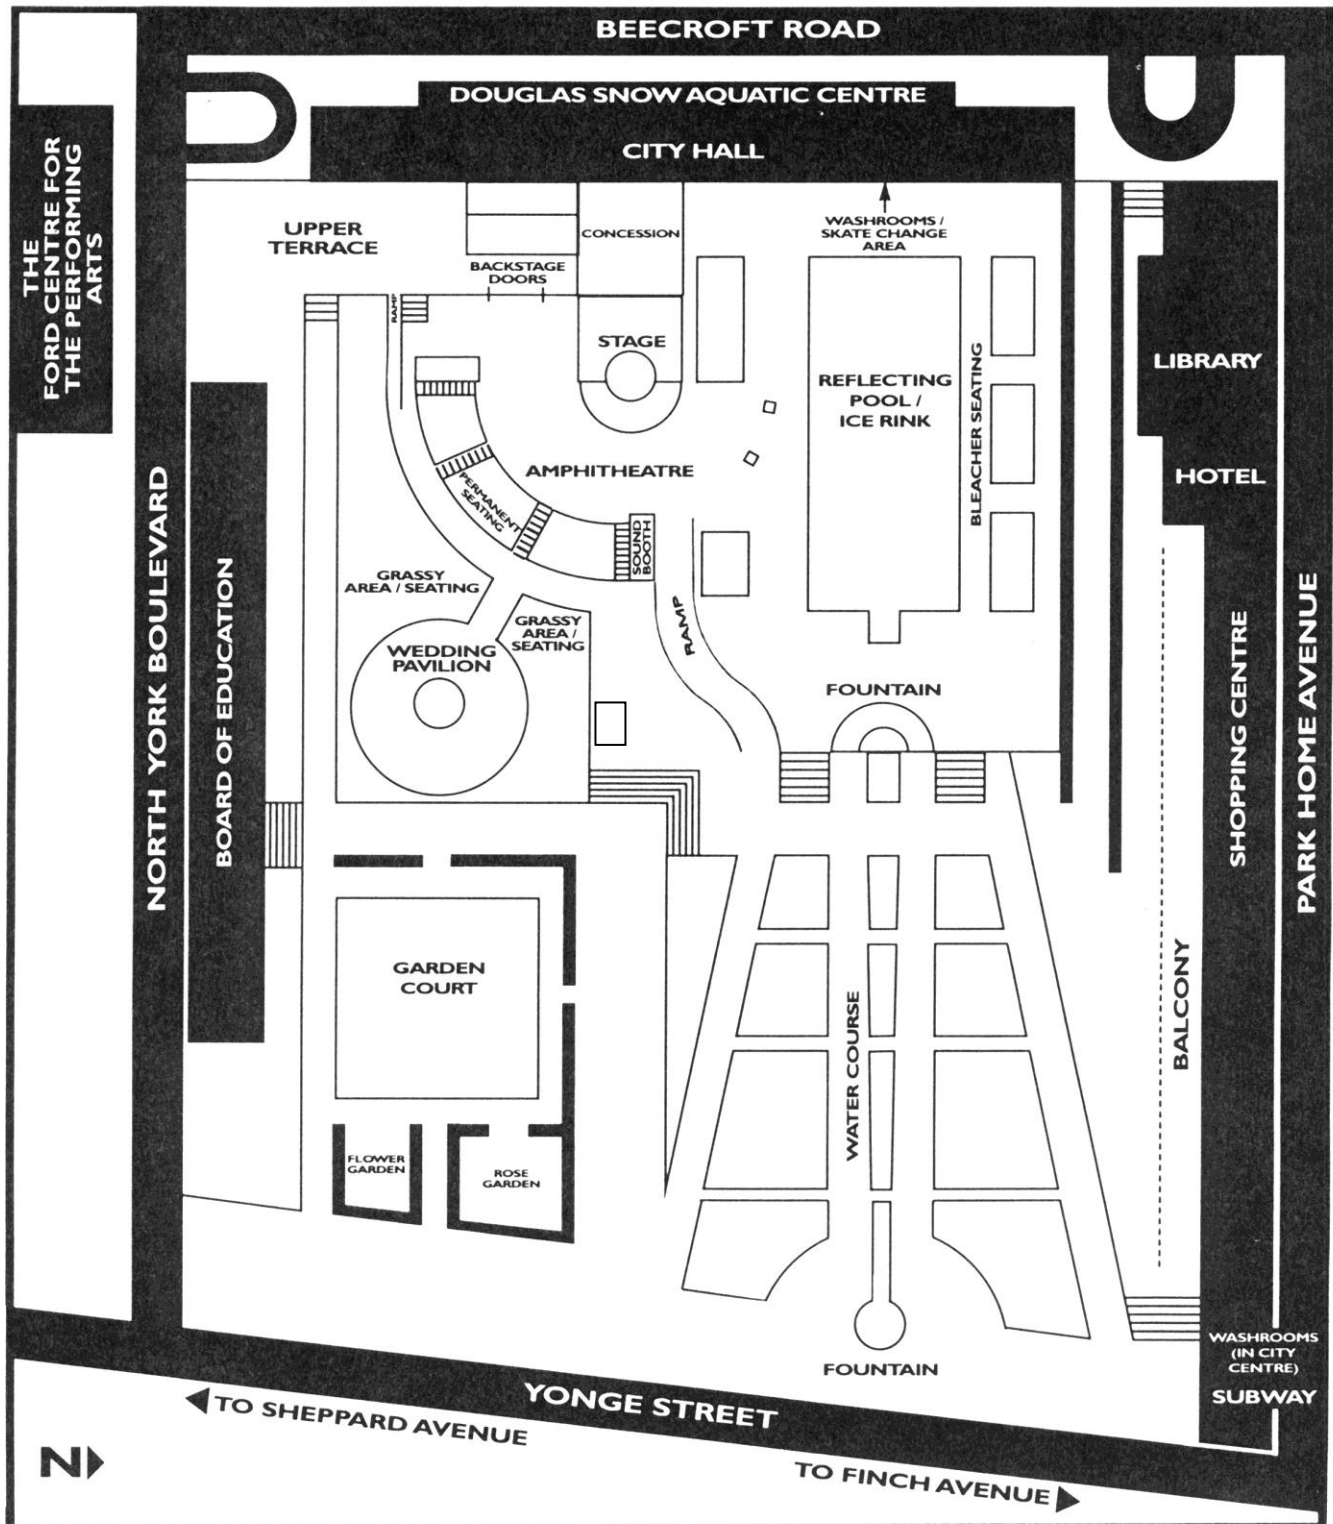 BEECROFT ROAD
DOUGLAS SNOW AQUATIC CENTRE
CITY HALL
THE
FORD CENTRE FOR
THE PERFORMING
ARTS
UPPER
TERRACE
CONCESSION
WASHROOMS /
SKATE CHANGE
AREA
BACKSTAGE
DOORS
RAMP
STAGE
LIBRARY
REFLECTING
POOL /
ICE RINK
BLEACHER SEATING
HOTEL
AMPHITHEATRE
PERMANENT
SEATING
SOUND
BOOTH
NORTH YORK BOULEVARD
BOARD OF EDUCATION
GRASSY
AREA / SEATING
GRASSY
AREA /
SEATING
RAMP
WEDDING
PAVILION
FOUNTAIN
SHOPPING CENTRE
PARK HOME AVENUE
GARDEN
COURT
WATER COURSE
BALCONY
FLOWER
GARDEN
ROSE
GARDEN
FOUNTAIN
WASHROOMS
(IN CITY
CENTRE)
SUBWAY
YONGE STREET
TO SHEPPARD AVENUE
TO FINCH AVENUE
N